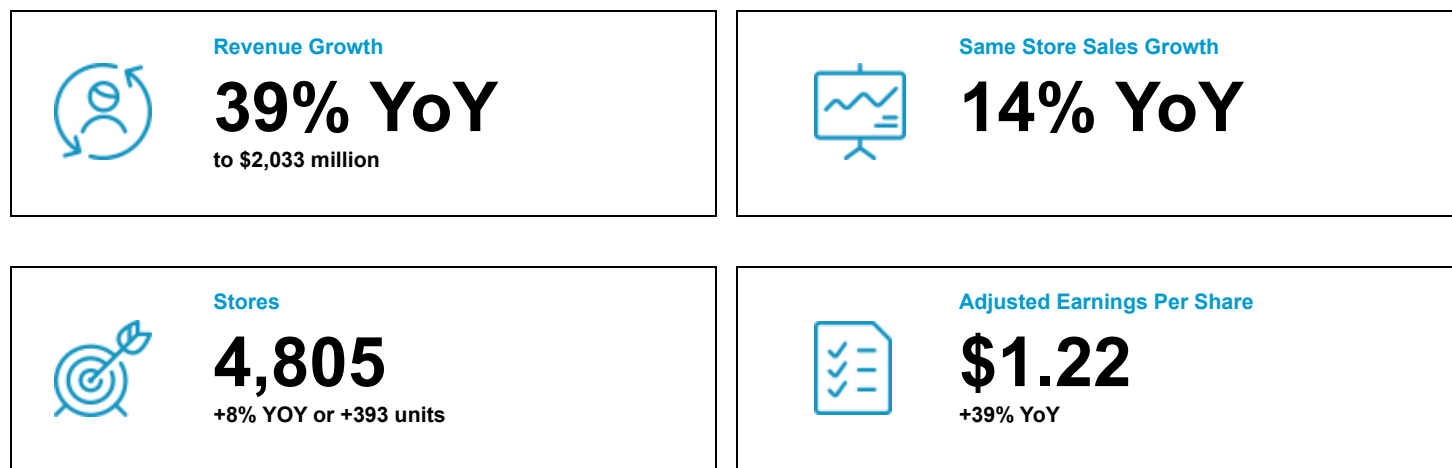 Revenue Growth
39% YoY
to $2,033 million
Same Store Sales Growth
14% YoY
Stores
4,805
+8% YOY or +393 units
Adjusted Earnings Per Share
$1.22
+39% YoY